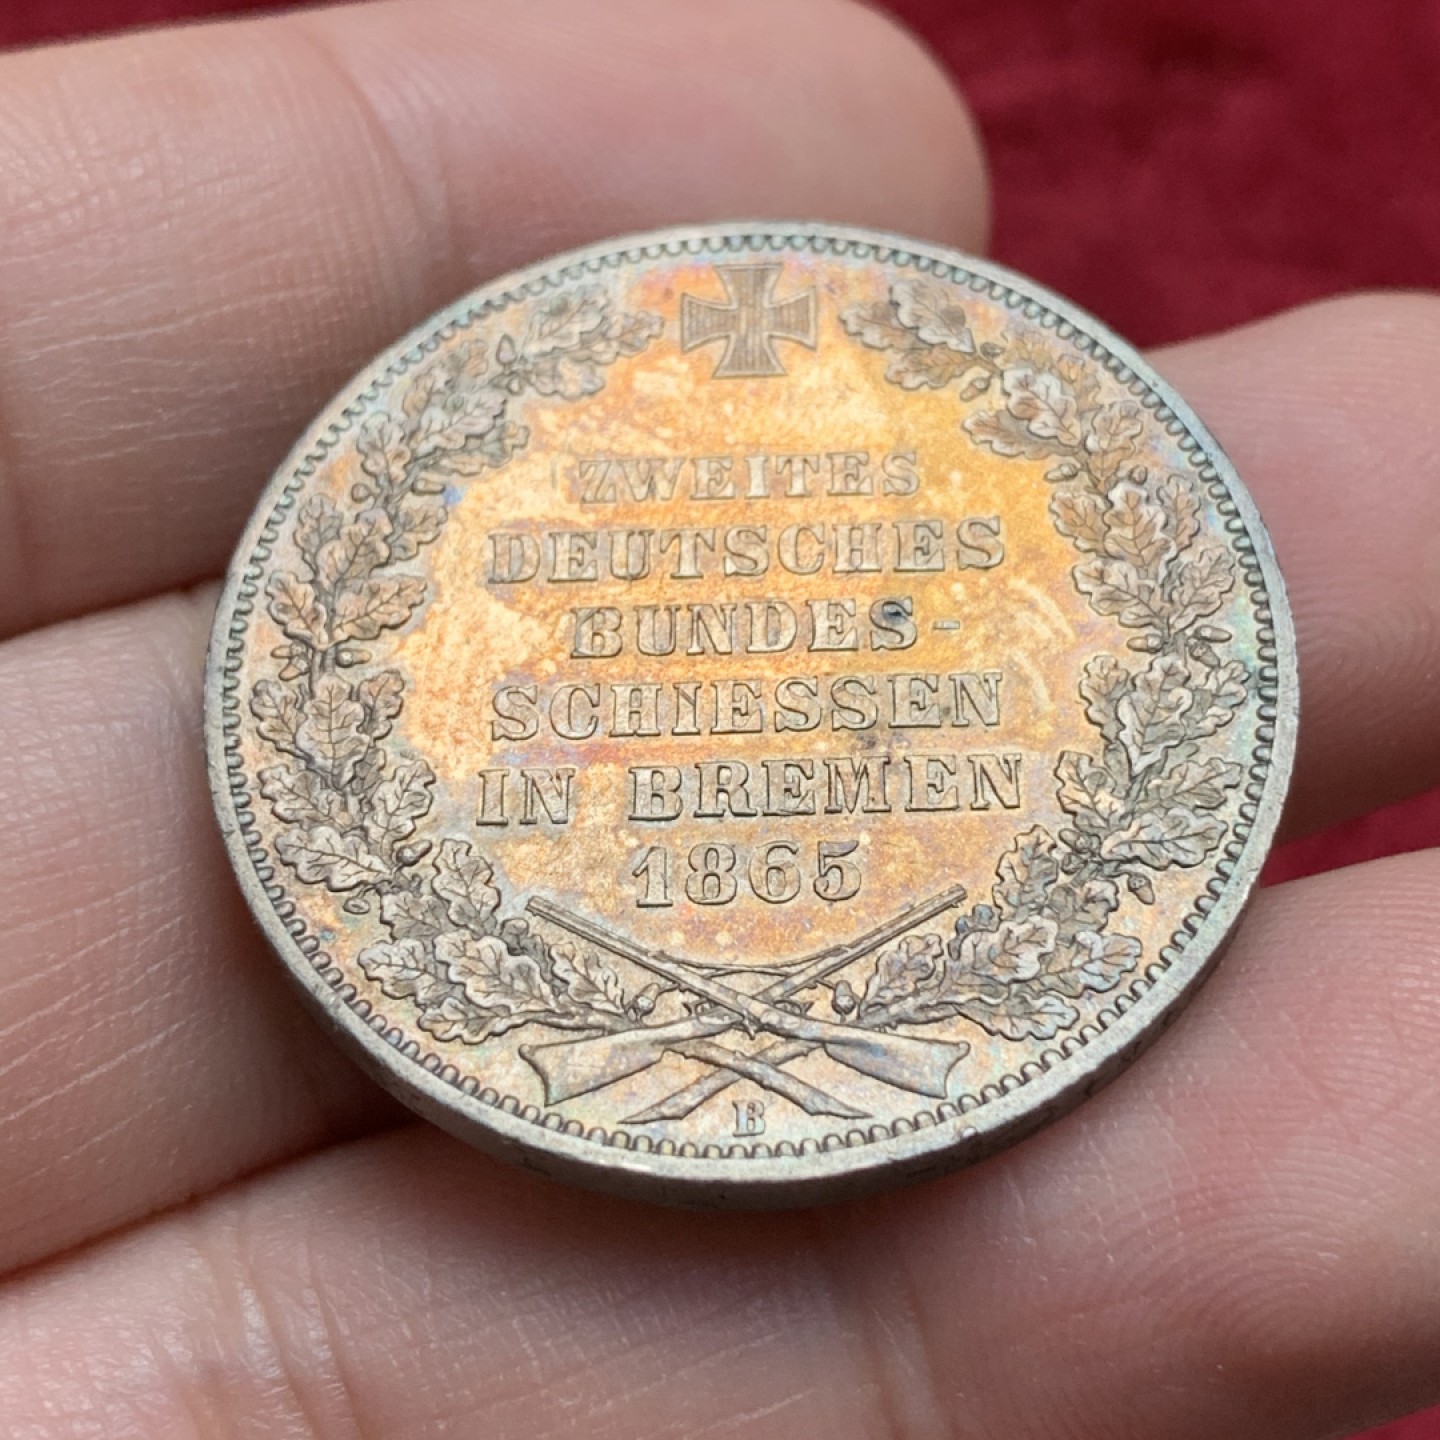 ZWEITES
DEUTSCHES
BUNDES-
SCHIESSEN
IN BREMEN
1865
B